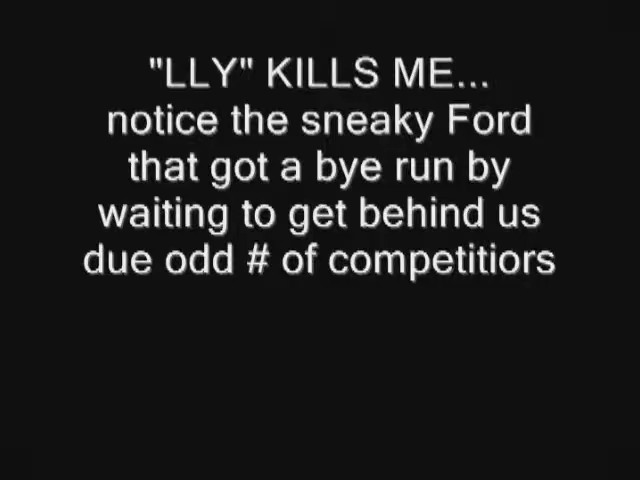 "LLY" KILLS ME...
notice the sneaky Ford
that got a bye run by
waiting to get behind us
due odd # of competitiors